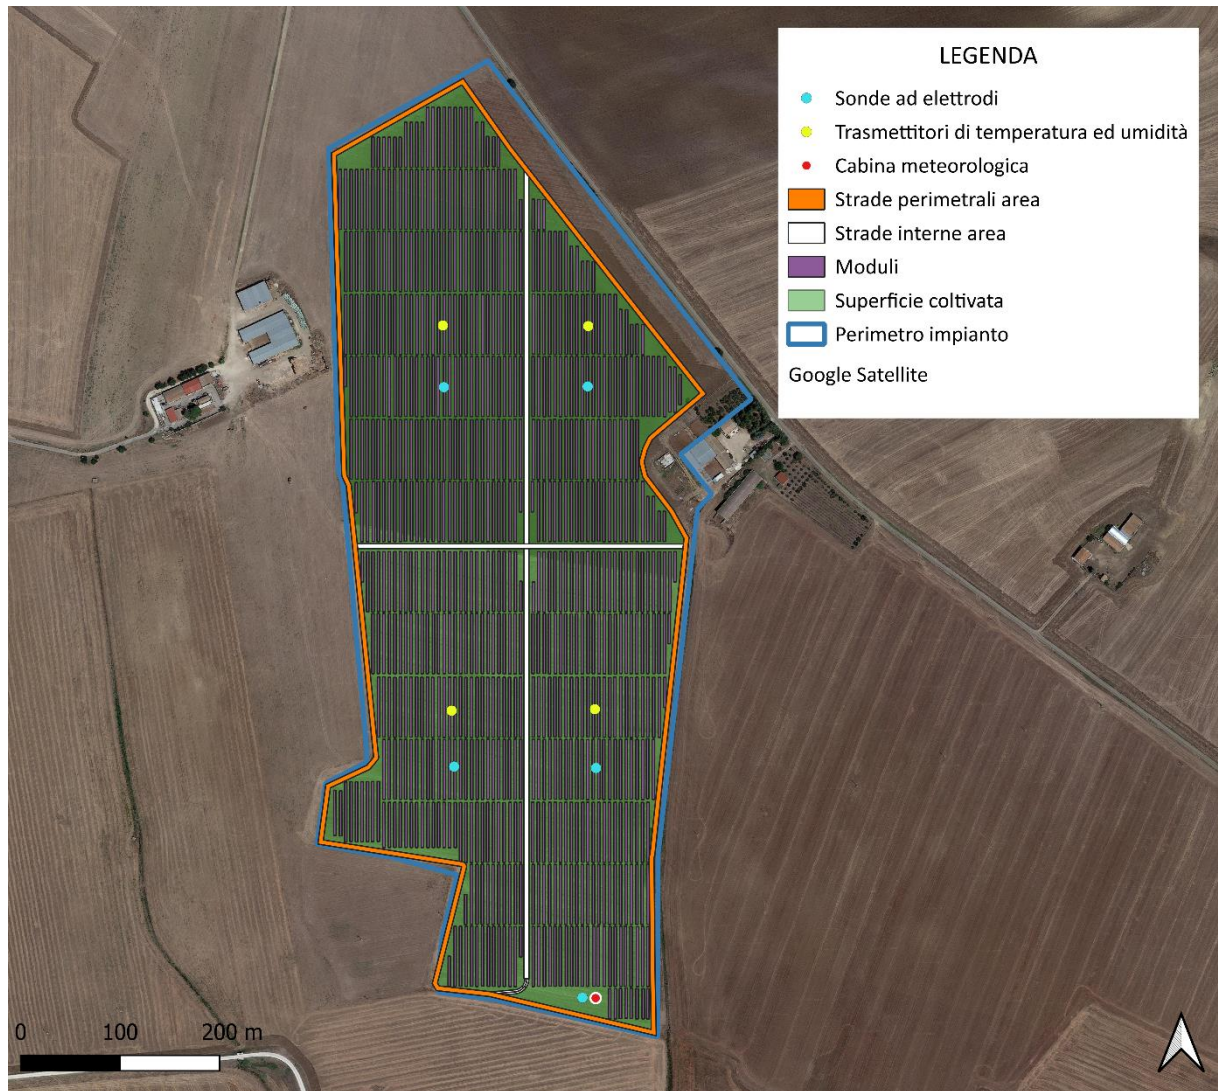 LEGENDA
Sonde ad elettrodi
Trasmettitori di temperatura ed umidità
Cabina meteorologica
Strade perimetrali area
Strade interne area
Moduli
Superficie coltivata
Perimetro impianto
Google Satellite
0 100 200 m